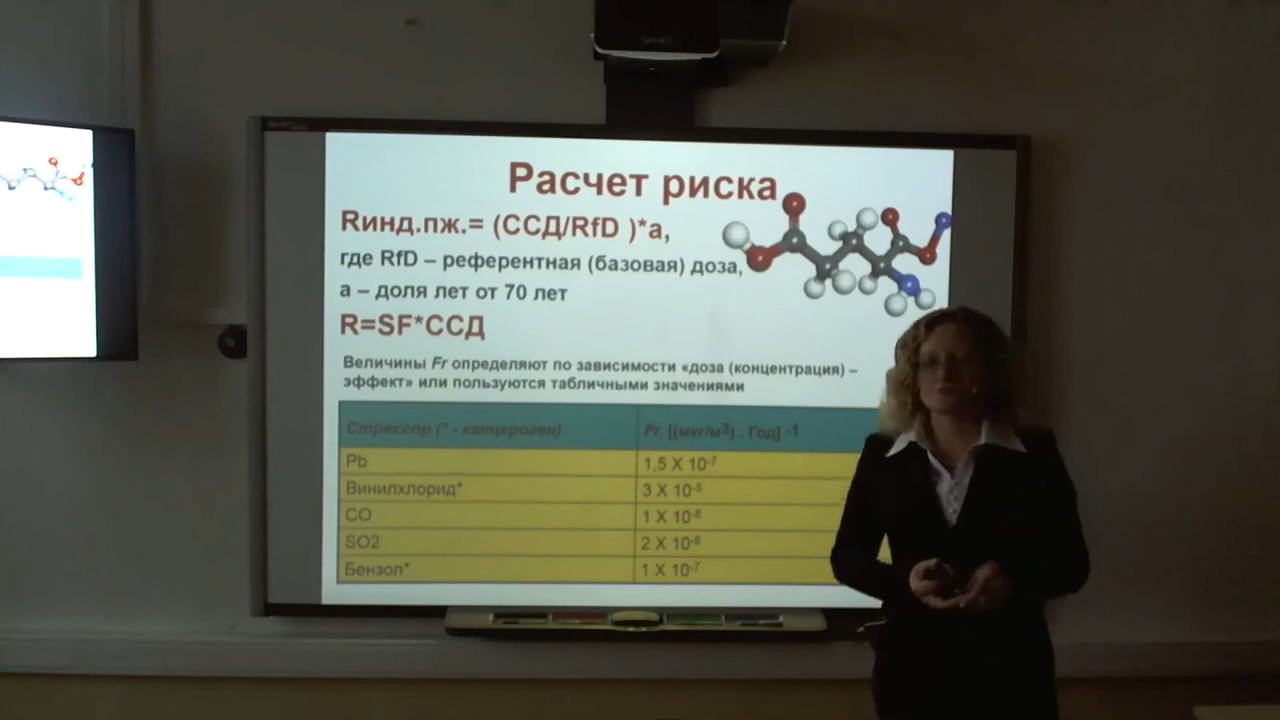 SMART
Расчет риска
Rинд.пж.= (ССД/RfD )*a,
где RfD – референтная (базовая) доза,
а – доля лет от 70 лет
R=SF*ССД
Величины Fr определяют по зависимости «доза (концентрация) –
эффект» или пользуются табличными значениями
Стрессор (* - канцероген) Fr, [(мкг/м3) . Год] -1
Pb 1,5 X 10-7
Винилхлорид* 3 X 10-5
CO 1 X 10-8
SO2 2 X 10-8
Бензол* 1 X 10-7